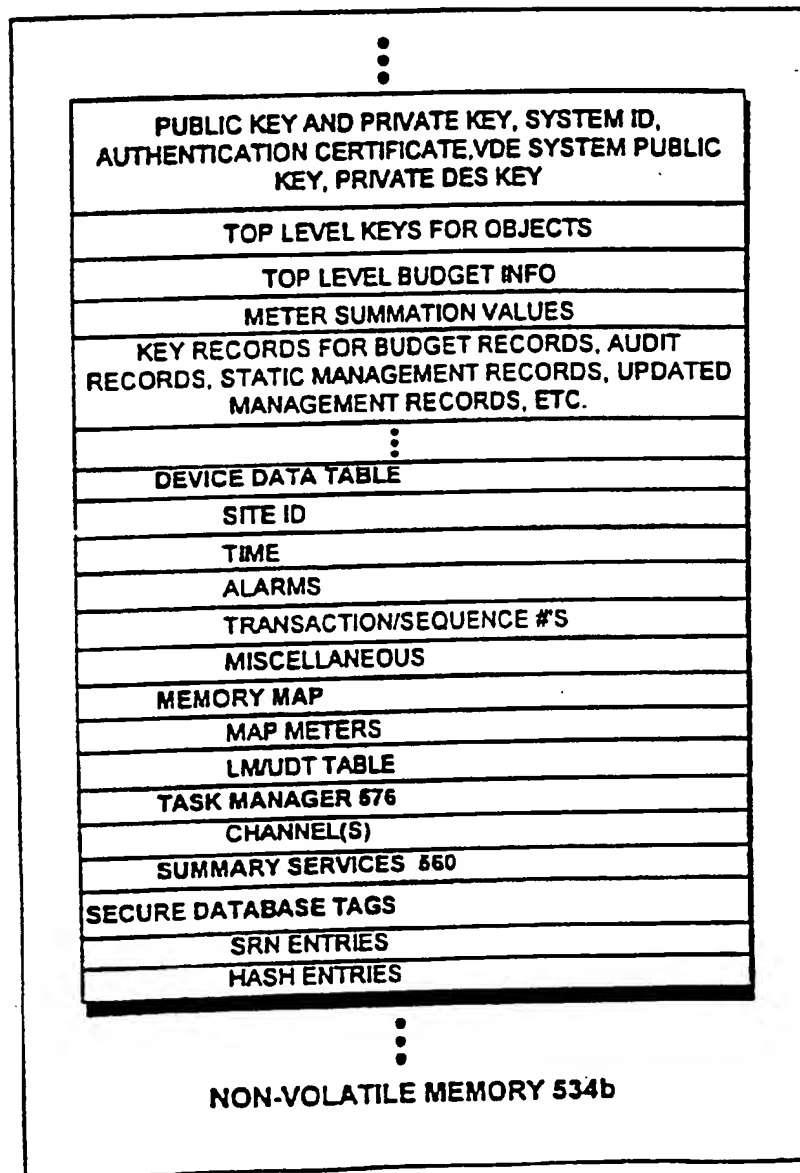 PUBLIC KEY AND PRIVATE KEY, SYSTEM ID,
AUTHENTICATION CERTIFICATE,VDE SYSTEM PUBLIC
KEY, PRIVATE DES KEY
TOP LEVEL KEYS FOR OBJECTS
TOP LEVEL BUDGET INFO
METER SUMMATION VALUES
KEY RECORDS FOR BUDGET RECORDS, AUDIT
RECORDS, STATIC MANAGEMENT RECORDS, UPDATED
MANAGEMENT RECORDS, ETC.
DEVICE DATA TABLE
SITE ID
TIME
ALARMS
TRANSACTION/SEQUENCE #'S
MISCELLANEOUS
MEMORY MAP
MAP METERS
LM/UDT TABLE
TASK MANAGER 576
CHANNEL(S)
SUMMARY SERVICES 560
SECURE DATABASE TAGS
SRN ENTRIES
HASH ENTRIES
NON-VOLATILE MEMORY 534b